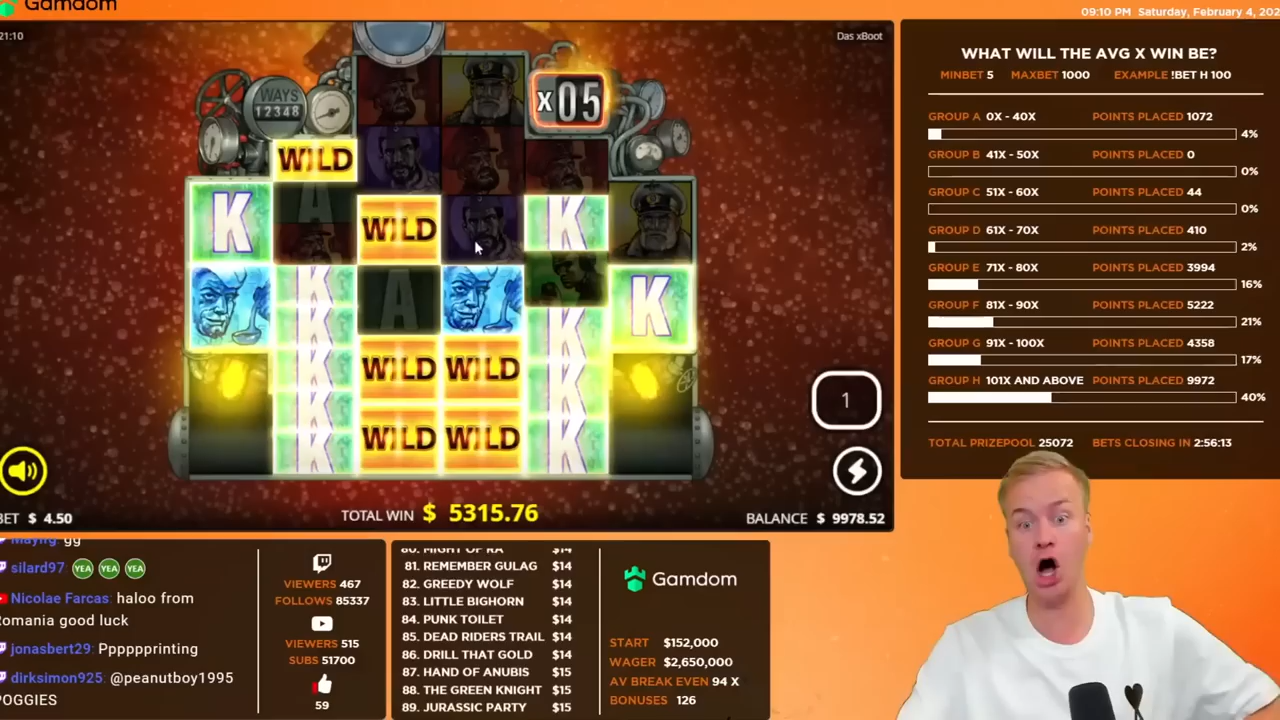 Gamdom
09:10 PM Saturday, February 4, 202
21:10
Das xBoot
WAYS
12348
x05
WILD
K
A
WILD
K
A
K
K
K
K
K
K
WILD
WILD
K
K
WILD
WILD
K
1
BET $ 4.50
TOTAL WIN $ 5315.76
BALANCE $ 9978.52
WHAT WILL THE AVG X WIN BE?
MINBET 5 MAXBET 1000 EXAMPLE !BET H 100
GROUP A 0X - 40X POINTS PLACED 1072
4%
GROUP B 41X - 50X POINTS PLACED 0
0%
GROUP C 51X - 60X POINTS PLACED 44
0%
GROUP D 61X - 70X POINTS PLACED 410
2%
GROUP E 71X - 80X POINTS PLACED 3994
16%
GROUP F 81X - 90X POINTS PLACED 5222
21%
GROUP G 91X - 100X POINTS PLACED 4358
17%
GROUP H 101X AND ABOVE POINTS PLACED 9972
40%
TOTAL PRIZEPOOL 25072 BETS CLOSING IN 2:56:13
gg
silard97: YEA YEA YEA
Nicolae Farcas: haloo from
Romania good luck
jonasbert29: Pppppprinting
dirksimon925: @peanutboy1995
POGGIES
VIEWERS 467
FOLLOWS 85337
VIEWERS 515
SUBS 51700
59
80. MIGHT OF RA $14
81. REMEMBER GULAG $14
82. GREEDY WOLF $14
83. LITTLE BIGHORN $14
84. PUNK TOILET $14
85. DEAD RIDERS TRAIL $14
86. DRILL THAT GOLD $14
87. HAND OF ANUBIS $15
88. THE GREEN KNIGHT $15
89. JURASSIC PARTY $15
Gamdom
START $152,000
WAGER $2,650,000
AV BREAK EVEN 94 X
BONUSES 126